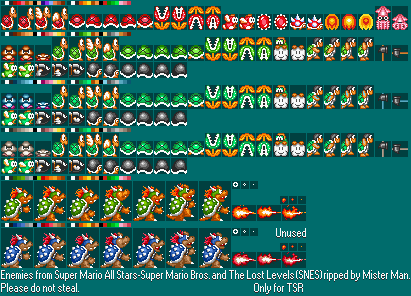 Unused
Enemies from Super Mario All Stars-Super Mario Bros. and The Lost Levels (SNES) ripped by Mister Man.
Please do not steal. Only for TSR